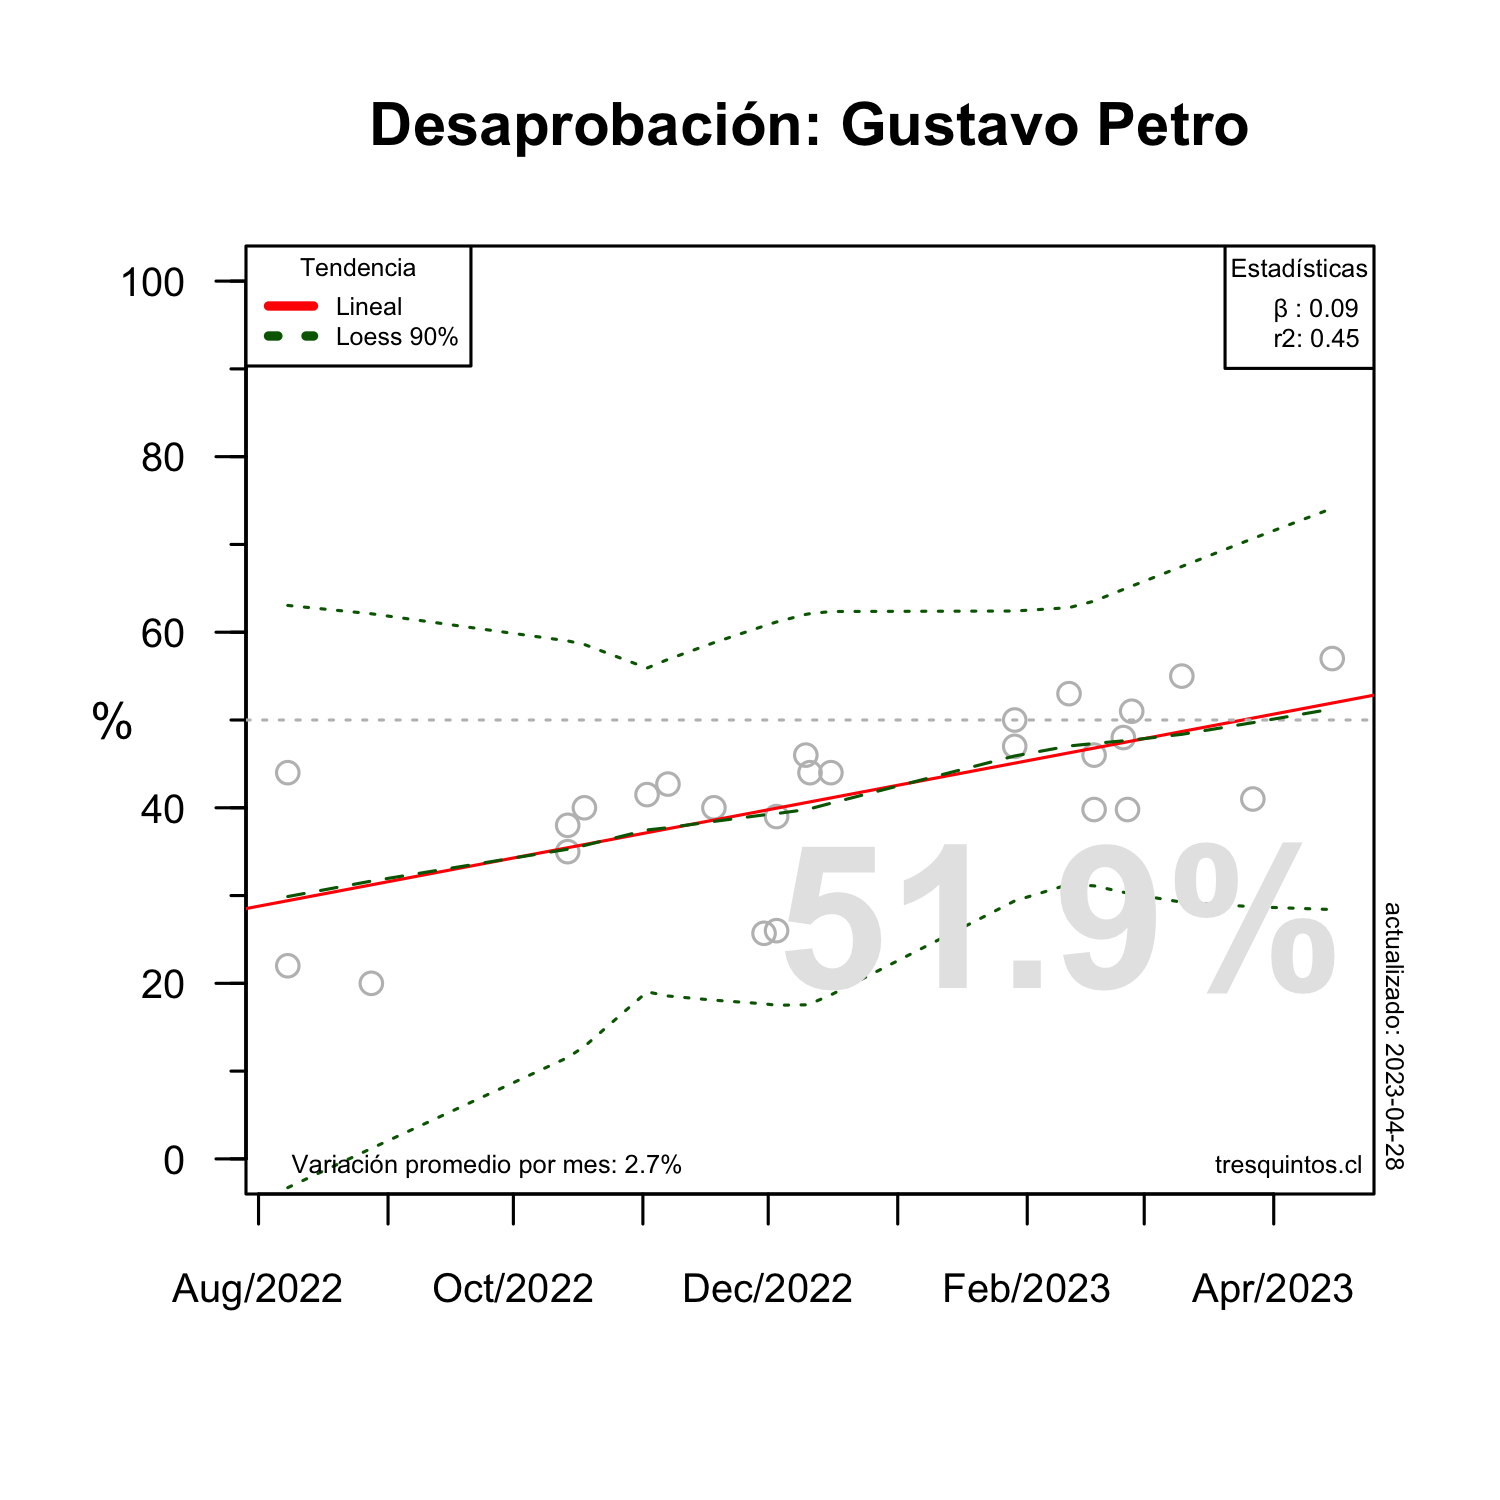 Desaprobación: Gustavo Petro
Tendencia
Lineal
Loess 90%
Estadísticas
β : 0.09
r2: 0.45
100
80
60
%
40
20
0
51.9%
actualizado: 2023-04-28
Variación promedio por mes: 2.7%
tresquintos.cl
Aug/2022
Oct/2022
Dec/2022
Feb/2023
Apr/2023